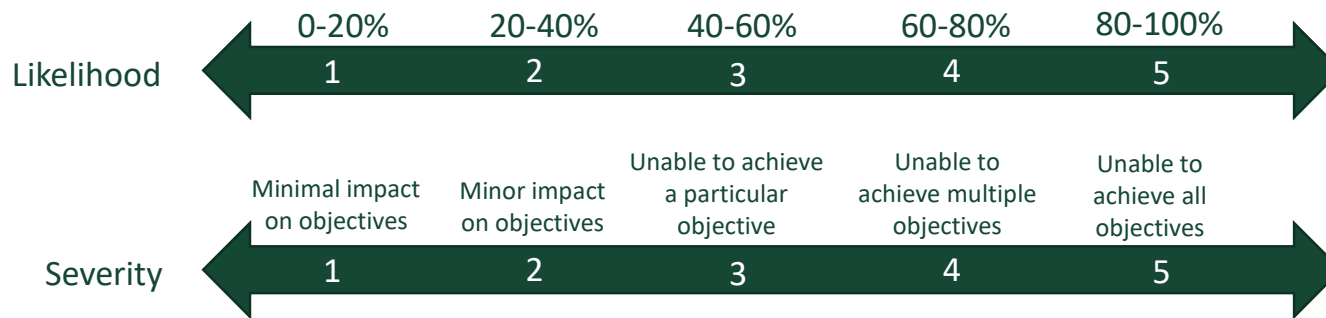 0-20% 20-40% 40-60% 60-80% 80-100%
Likelihood 1 2 3 4 5
Minimal impact
on objectives
Minor impact
on objectives
Unable to achieve
a particular
objective
Unable to
achieve multiple
objectives
Unable to
achieve all
objectives
Severity 1 2 3 4 5